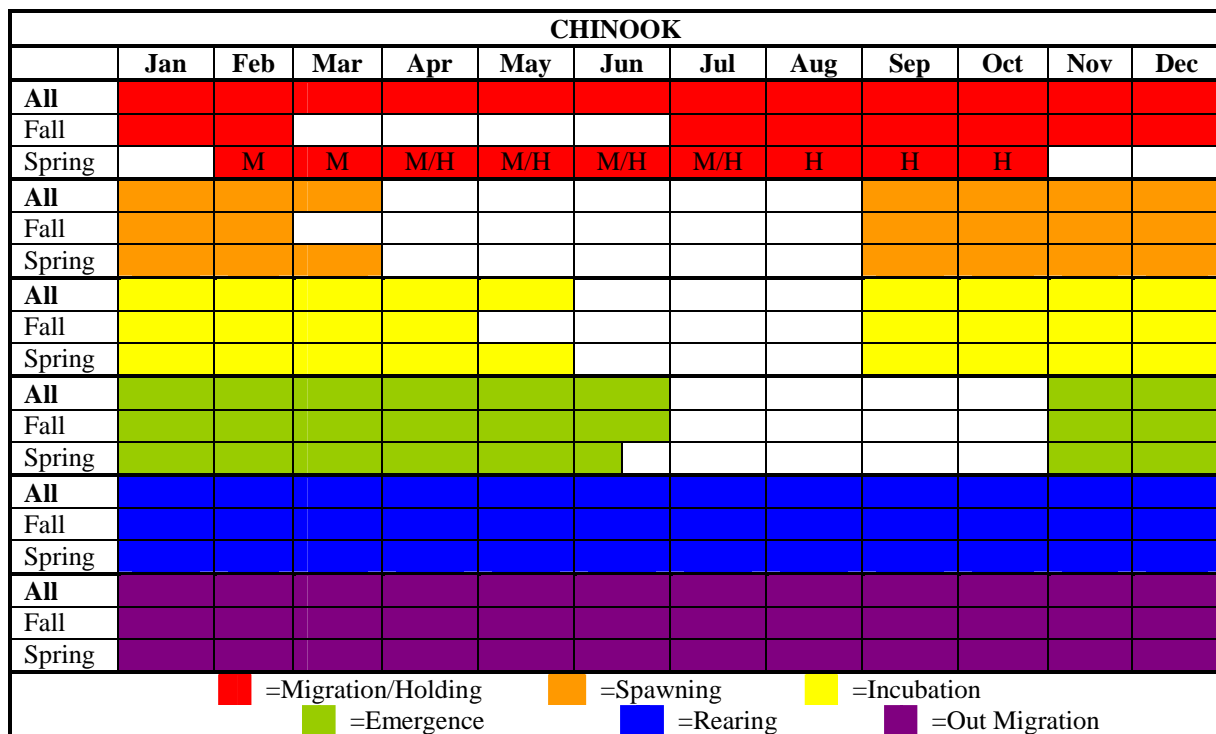 CHINOOK
Jan Feb Mar Apr May Jun Jul Aug Sep Oct Nov Dec
All
Fall
Spring M M M/H M/H M/H M/H H H H
All
Fall
Spring
All
Fall
Spring
All
Fall
Spring
All
Fall
Spring
All
Fall
Spring
=Migration/Holding =Spawning =Incubation
=Emergence =Rearing =Out Migration